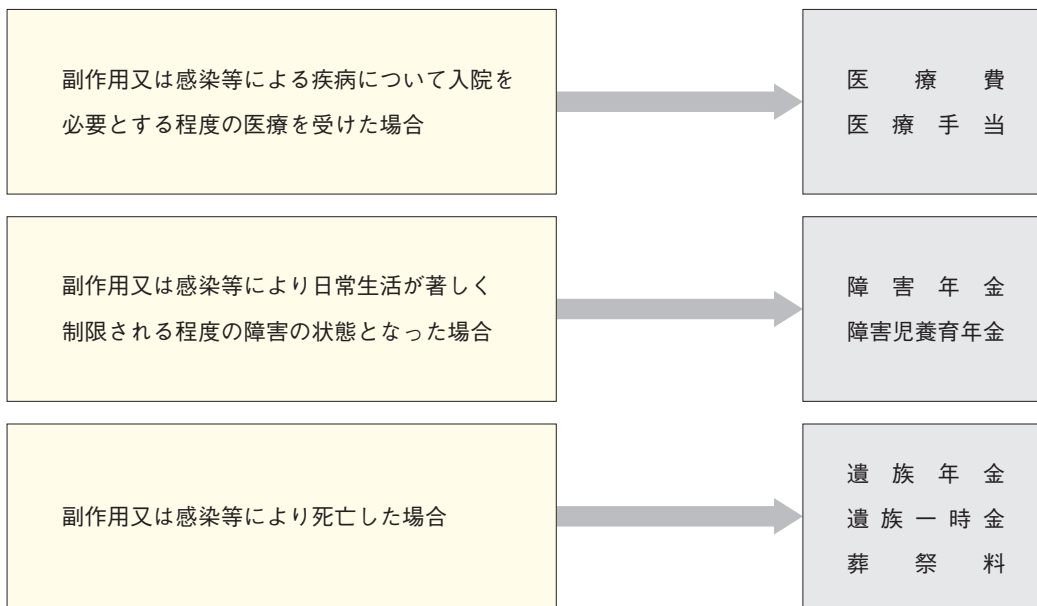 副作用又は感染等による疾病について入院を
必要とする程度の医療を受けた場合
医療費
医療手当
副作用又は感染等により日常生活が著しく
制限される程度の障害の状態となった場合
障害年金
障害児養育年金
副作用又は感染等により死亡した場合
遺族年金
遺族一時金
葬祭料